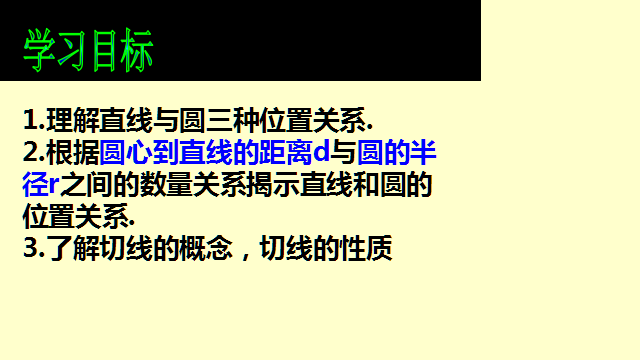 学习目标
1.理解直线与圆三种位置关系.
2.根据圆心到直线的距离d与圆的半
径r之间的数量关系揭示直线和圆的
位置关系.
3.了解切线的概念，切线的性质